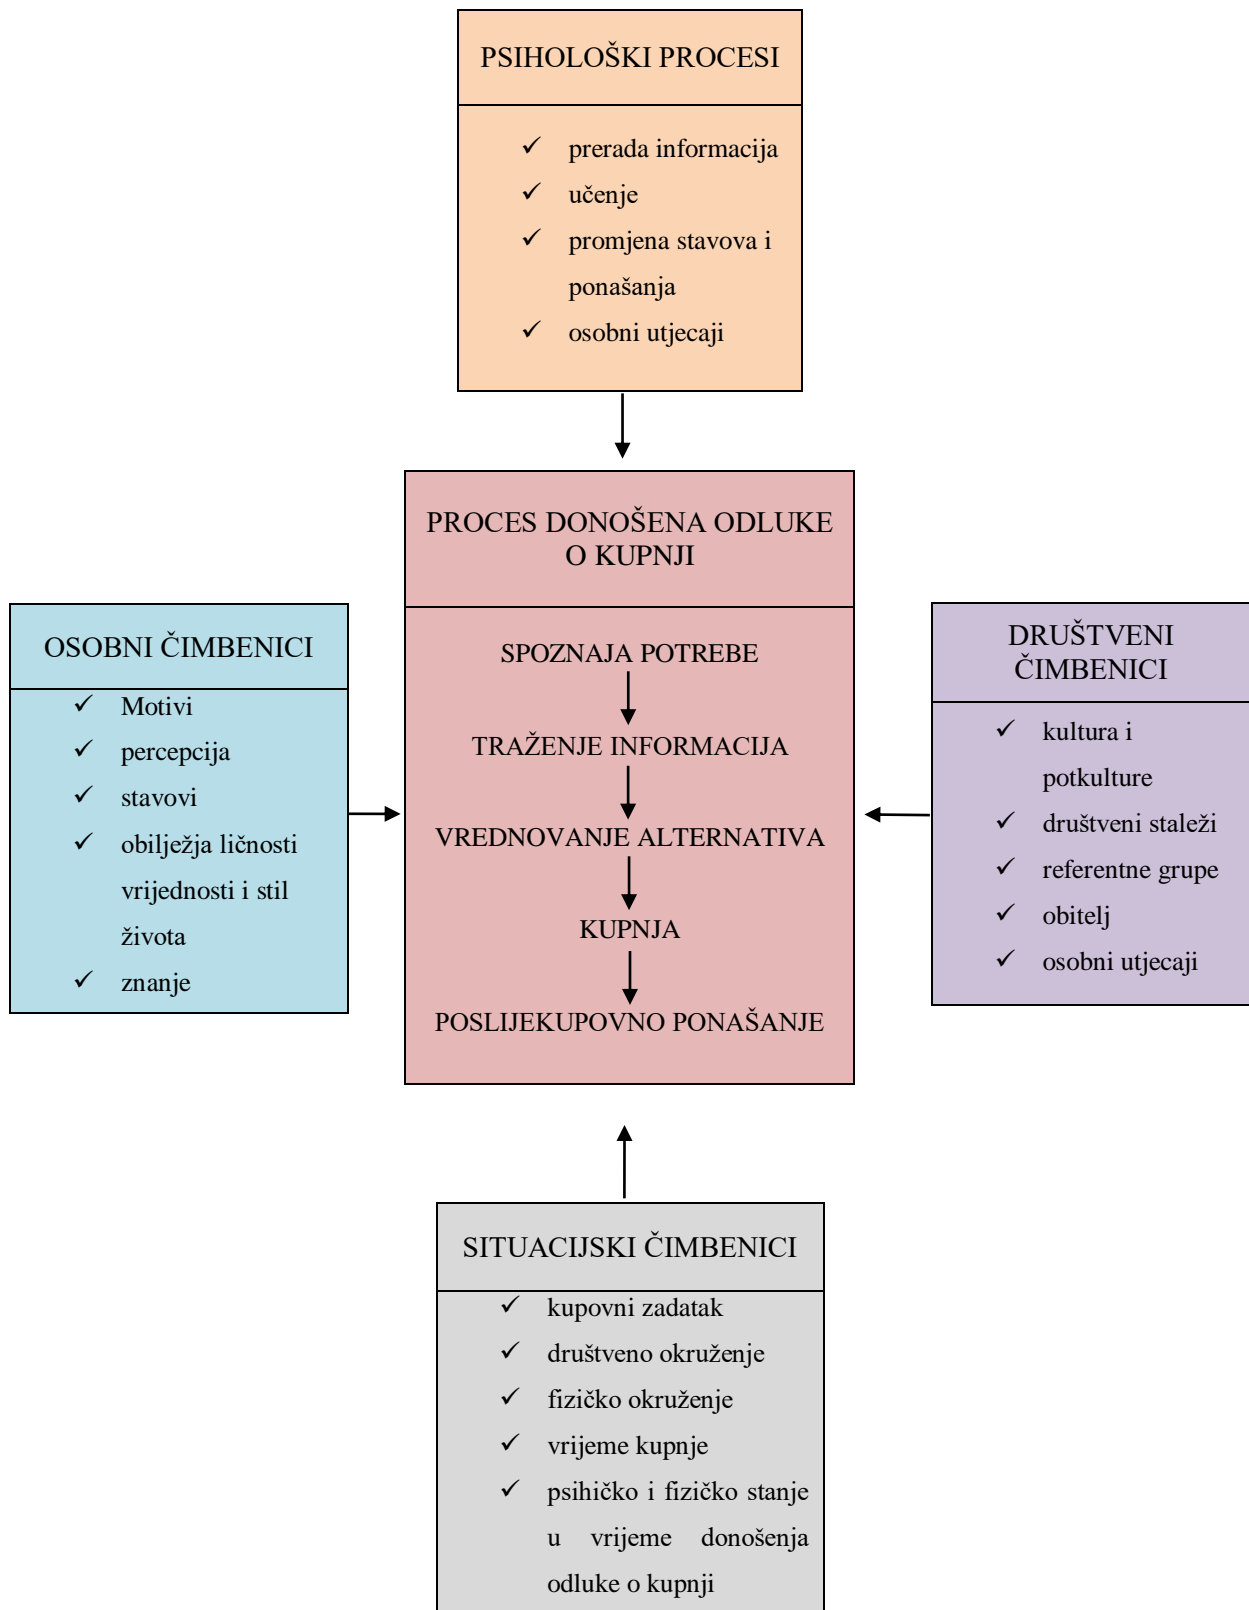 PSIHOLOŠKI PROCESI
✓ prerada informacija
✓ učenje
✓ promjena stavova i
ponašanja
✓ osobni utjecaji
PROCES DONOŠENA ODLUKE
O KUPNJI
SPOZNAJA POTREBE
TRAŽENJE INFORMACIJA
VREDNOVANJE ALTERNATIVA
KUPNJA
POSLIJEKUPOVNO PONAŠANJE
OSOBNI ČIMBENICI
✓ Motivi
✓ percepcija
✓ stavovi
✓ obilježja ličnosti
vrijednosti i stil
života
✓ znanje
DRUŠTVENI
ČIMBENICI
✓ kultura i
potkulture
✓ društveni staleži
✓ referentne grupe
✓ obitelj
✓ osobni utjecaji
SITUACIJSKI ČIMBENICI
✓ kupovni zadatak
✓ društveno okruženje
✓ fizičko okruženje
✓ vrijeme kupnje
✓ psihičko i fizičko stanje
u vrijeme donošenja
odluke o kupnji